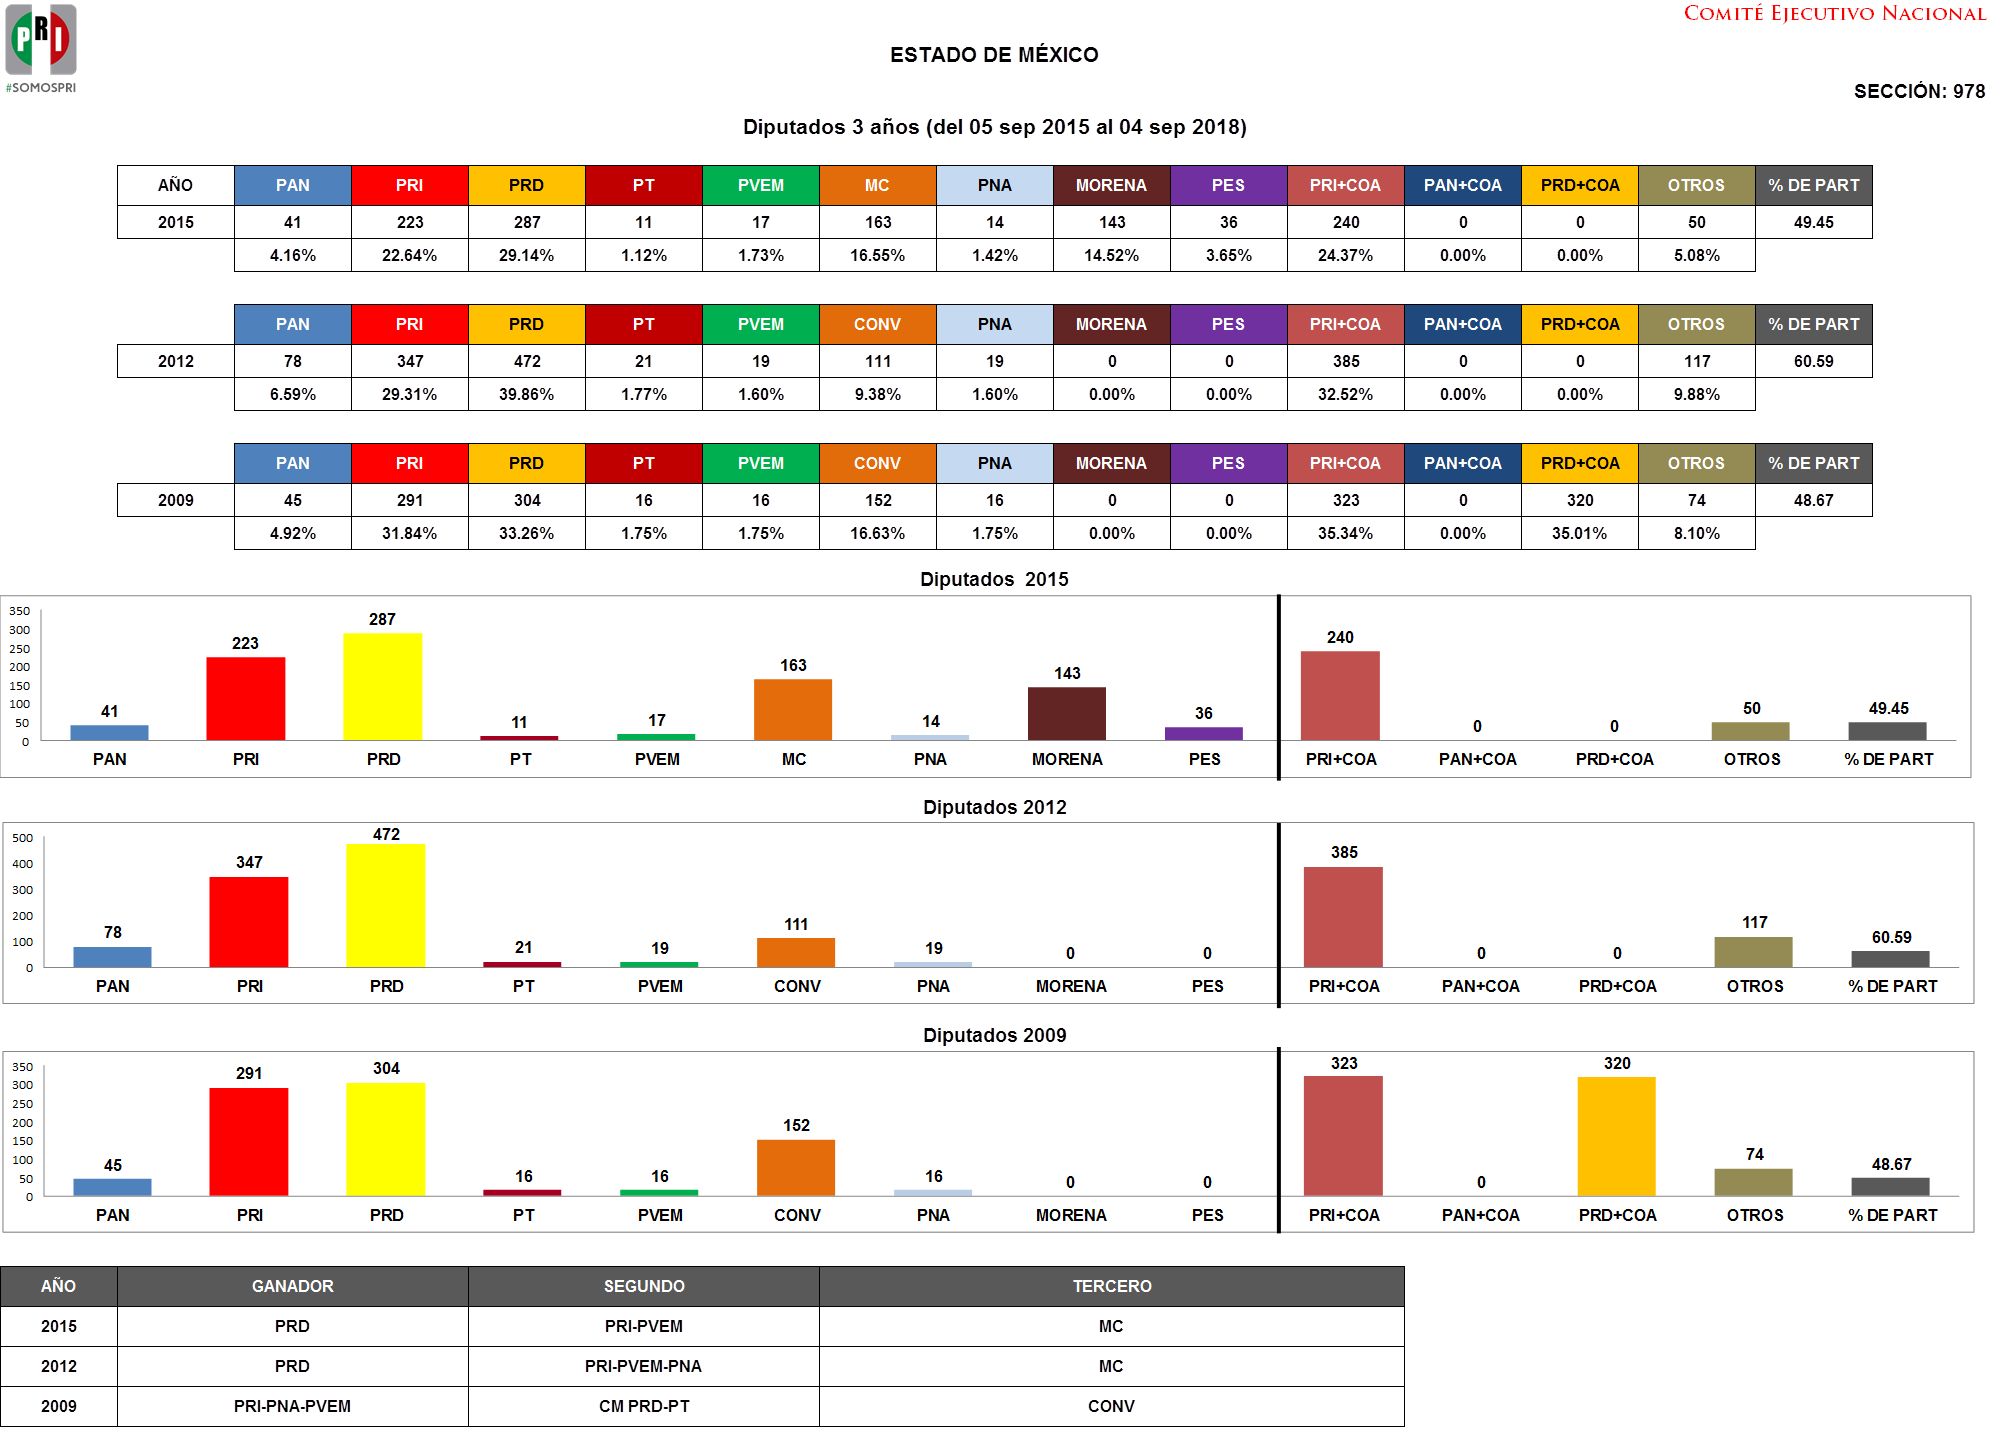 PRI
#SOMOSPRI
COMITÉ EJECUTIVO NACIONAL
ESTADO DE MÉXICO
SECCIÓN: 978
Diputados 3 años (del 05 sep 2015 al 04 sep 2018)
AÑO PAN PRI PRD PT PVEM MC PNA MORENA PES PRI+COA PAN+COA PRD+COA OTROS % DE PART
2015 41 223 287 11 17 163 14 143 36 240 0 0 50 49.45
4.16% 22.64% 29.14% 1.12% 1.73% 16.55% 1.42% 14.52% 3.65% 24.37% 0.00% 0.00% 5.08%
PAN PRI PRD PT PVEM CONV PNA MORENA PES PRI+COA PAN+COA PRD+COA OTROS % DE PART
2012 78 347 472 21 19 111 19 0 0 385 0 0 117 60.59
6.59% 29.31% 39.86% 1.77% 1.60% 9.38% 1.60% 0.00% 0.00% 32.52% 0.00% 0.00% 9.88%
PAN PRI PRD PT PVEM CONV PNA MORENA PES PRI+COA PAN+COA PRD+COA OTROS % DE PART
2009 45 291 304 16 16 152 16 0 0 323 0 320 74 48.67
4.92% 31.84% 33.26% 1.75% 1.75% 16.63% 1.75% 0.00% 0.00% 35.34% 0.00% 35.01% 8.10%
Diputados 2015
350
300
250
200
150
100
50
0
41 223 287 11 17 163 14 143 36 240 0 0 50 49.45
PAN PRI PRD PT PVEM MC PNA MORENA PES PRI+COA PAN+COA PRD+COA OTROS % DE PART
Diputados 2012
500
400
300
200
100
0
78 347 472 21 19 111 19 0 0 385 0 0 117 60.59
PAN PRI PRD PT PVEM CONV PNA MORENA PES PRI+COA PAN+COA PRD+COA OTROS % DE PART
Diputados 2009
350
300
250
200
150
100
50
0
45 291 304 16 16 152 16 0 0 323 0 320 74 48.67
PAN PRI PRD PT PVEM CONV PNA MORENA PES PRI+COA PAN+COA PRD+COA OTROS % DE PART
AÑO GANADOR SEGUNDO TERCERO
2015 PRD PRI-PVEM MC
2012 PRD PRI-PVEM-PNA MC
2009 PRI-PNA-PVEM CM PRD-PT CONV